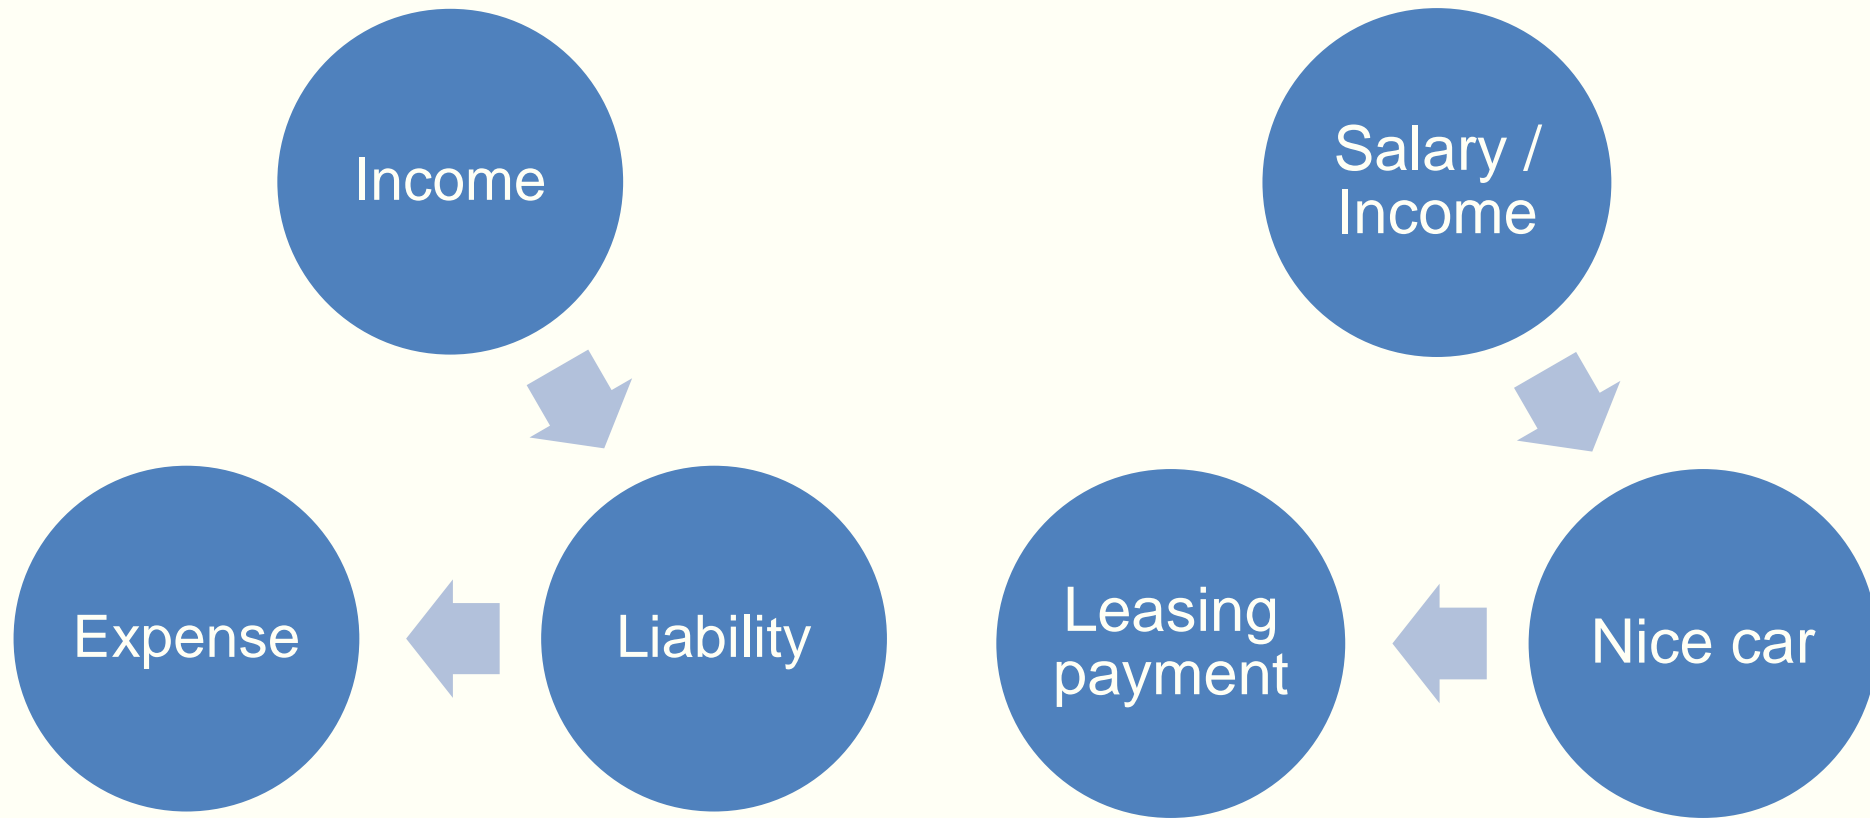 Income
Liability
Expense
Salary /
Income
Nice car
Leasing
payment